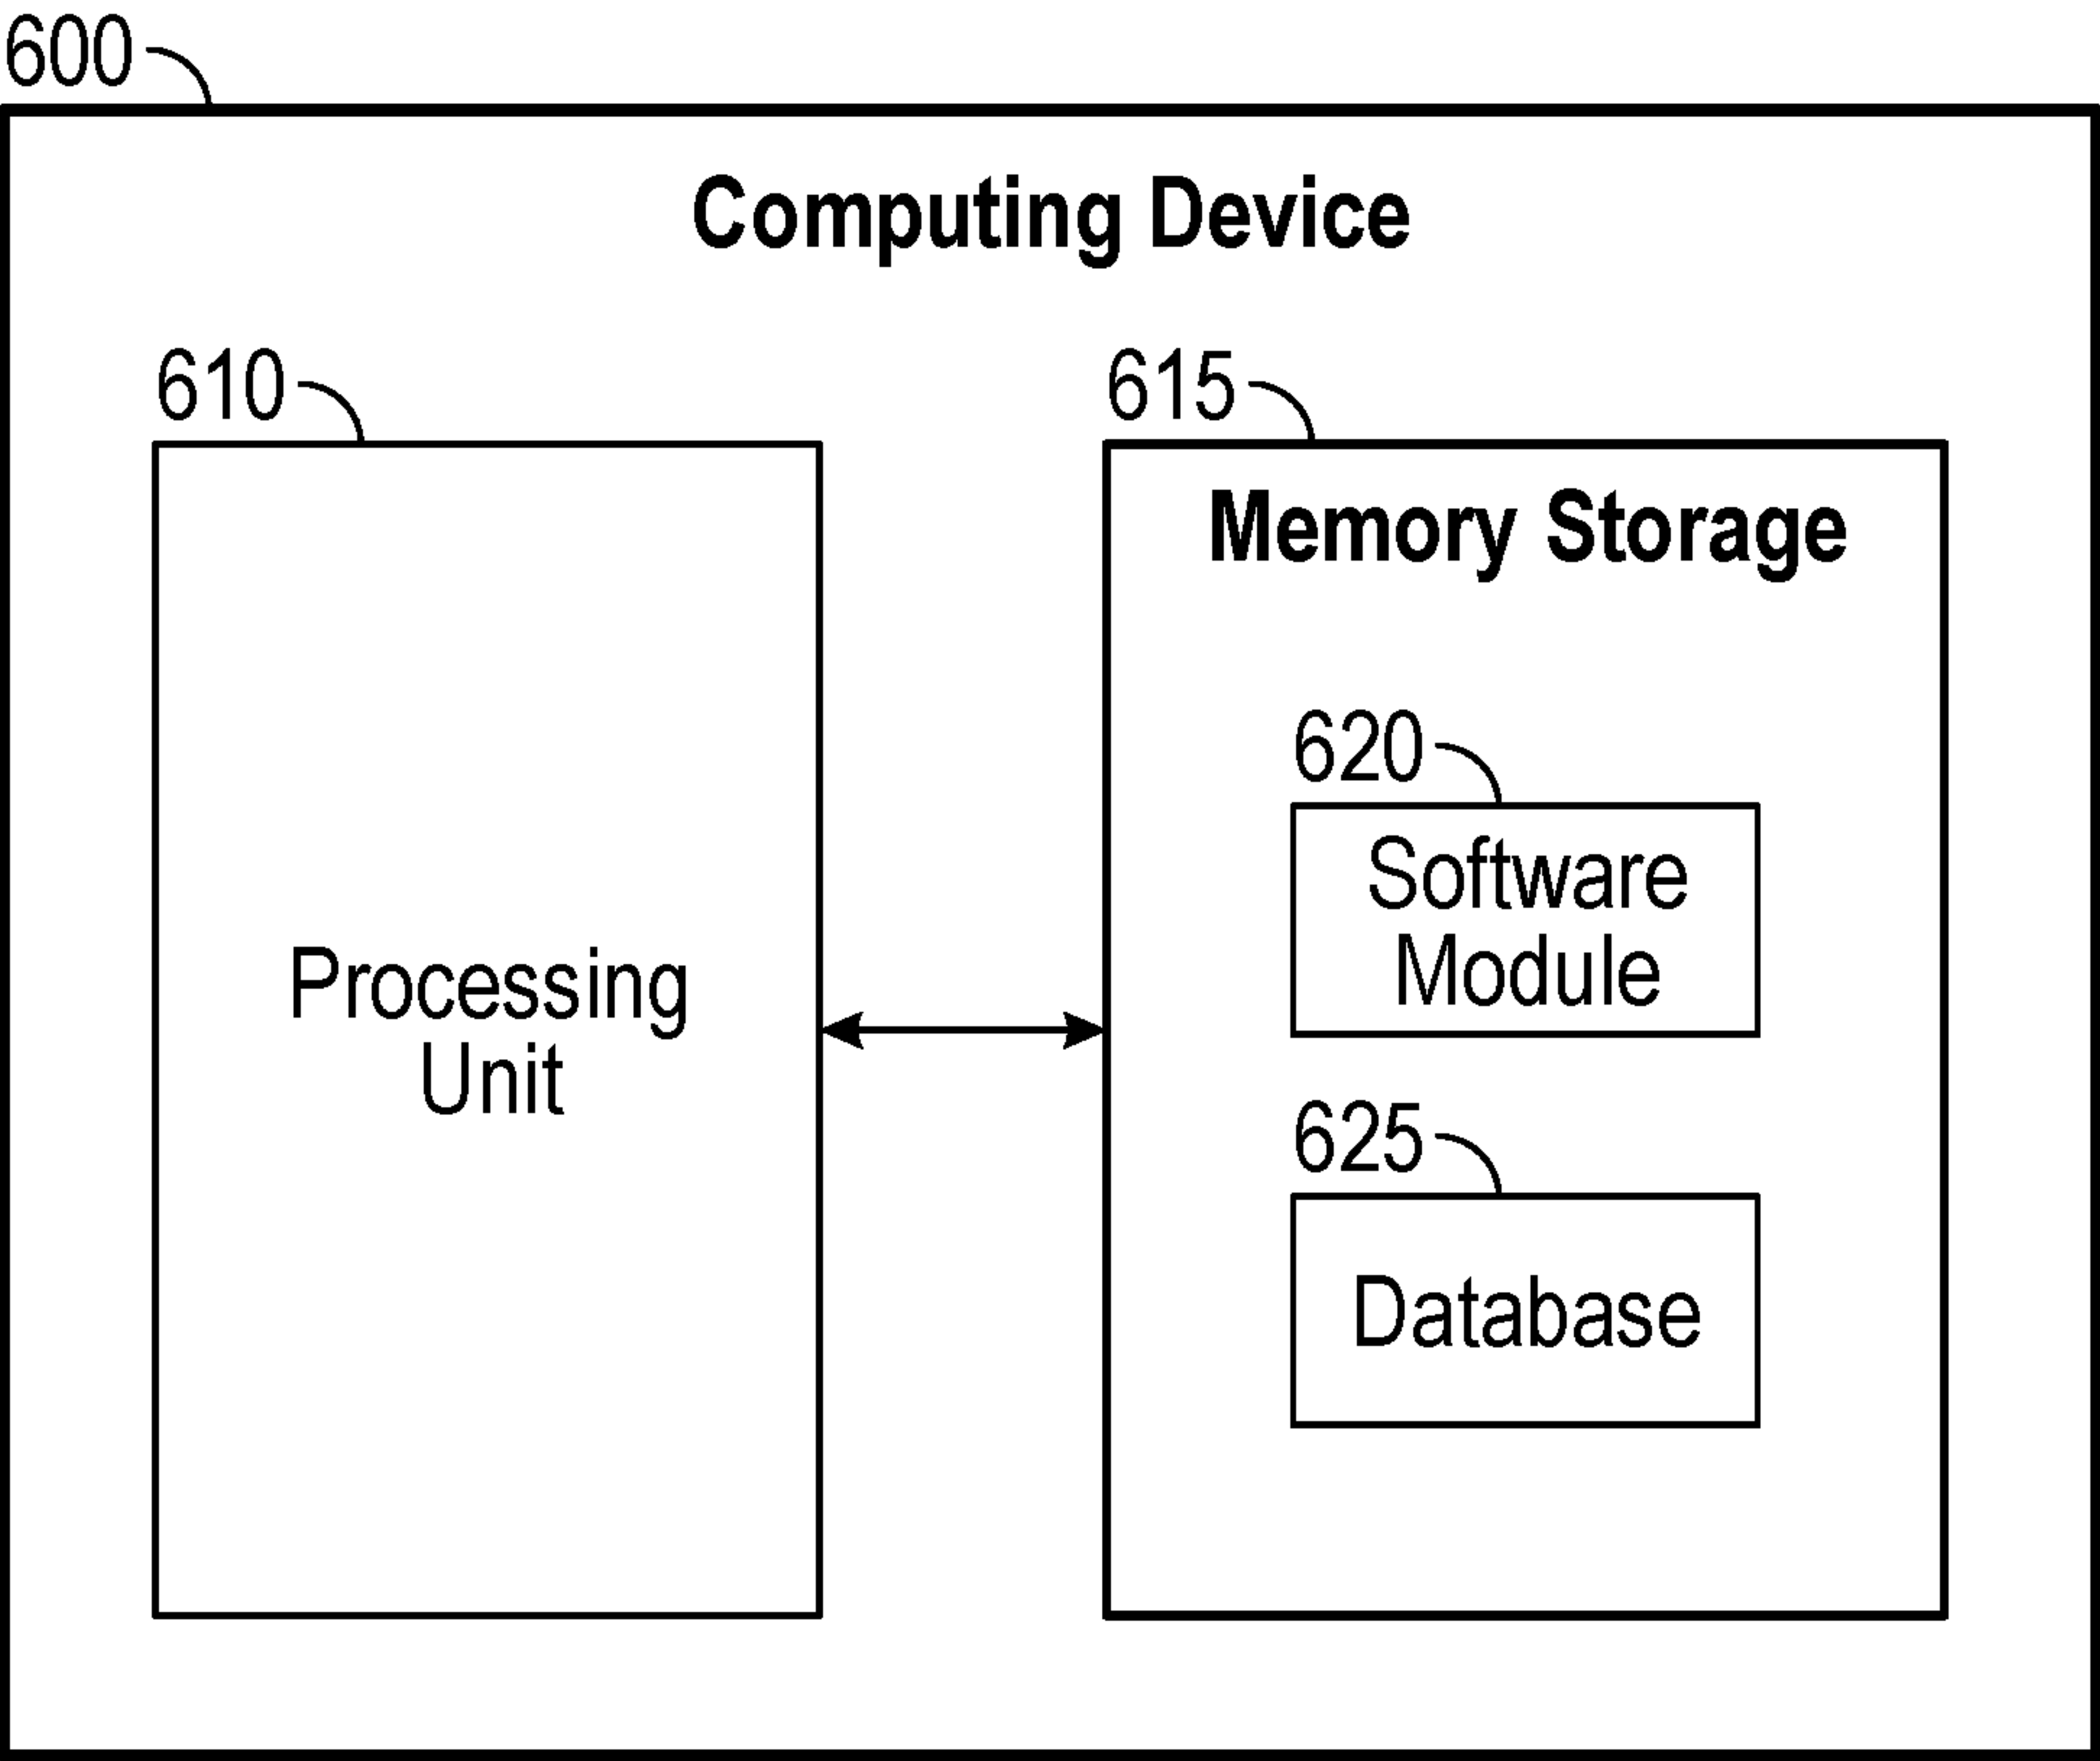 600
Computing Device
610
615
Memory Storage
620
Software
Module
Processing
Unit
625
Database